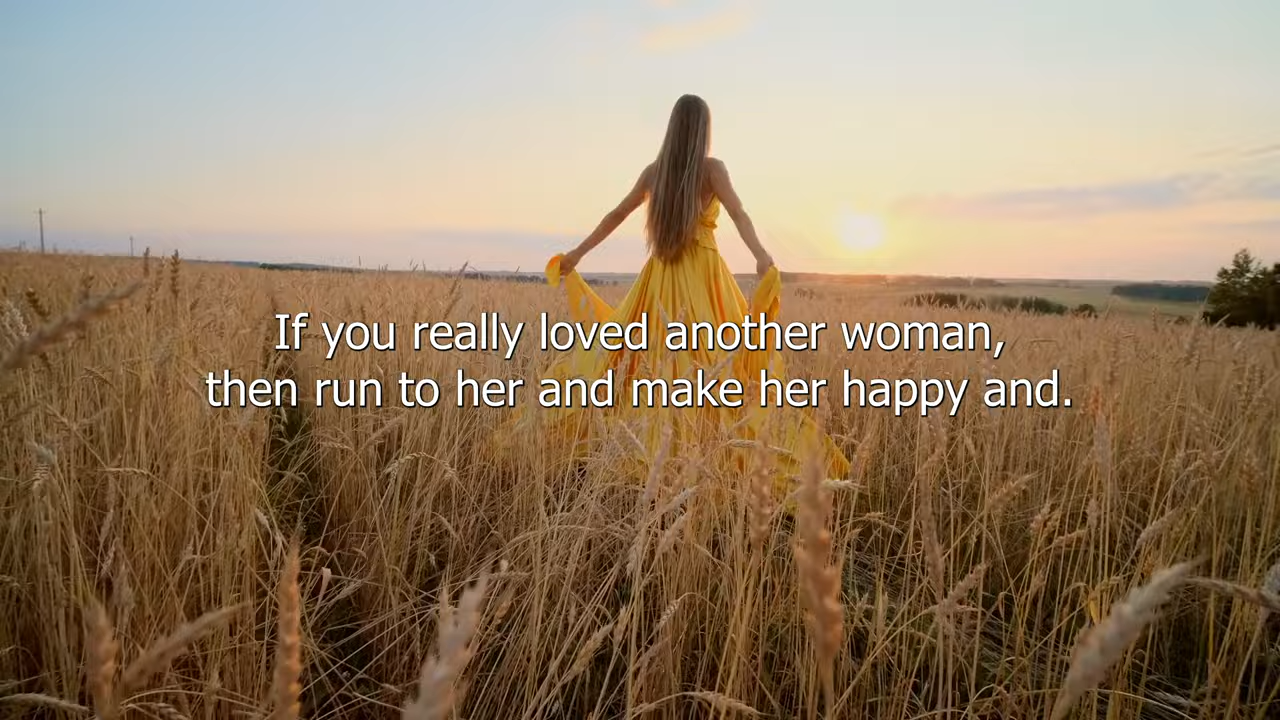 If you really loved another woman,
then run to her and make her happy and.